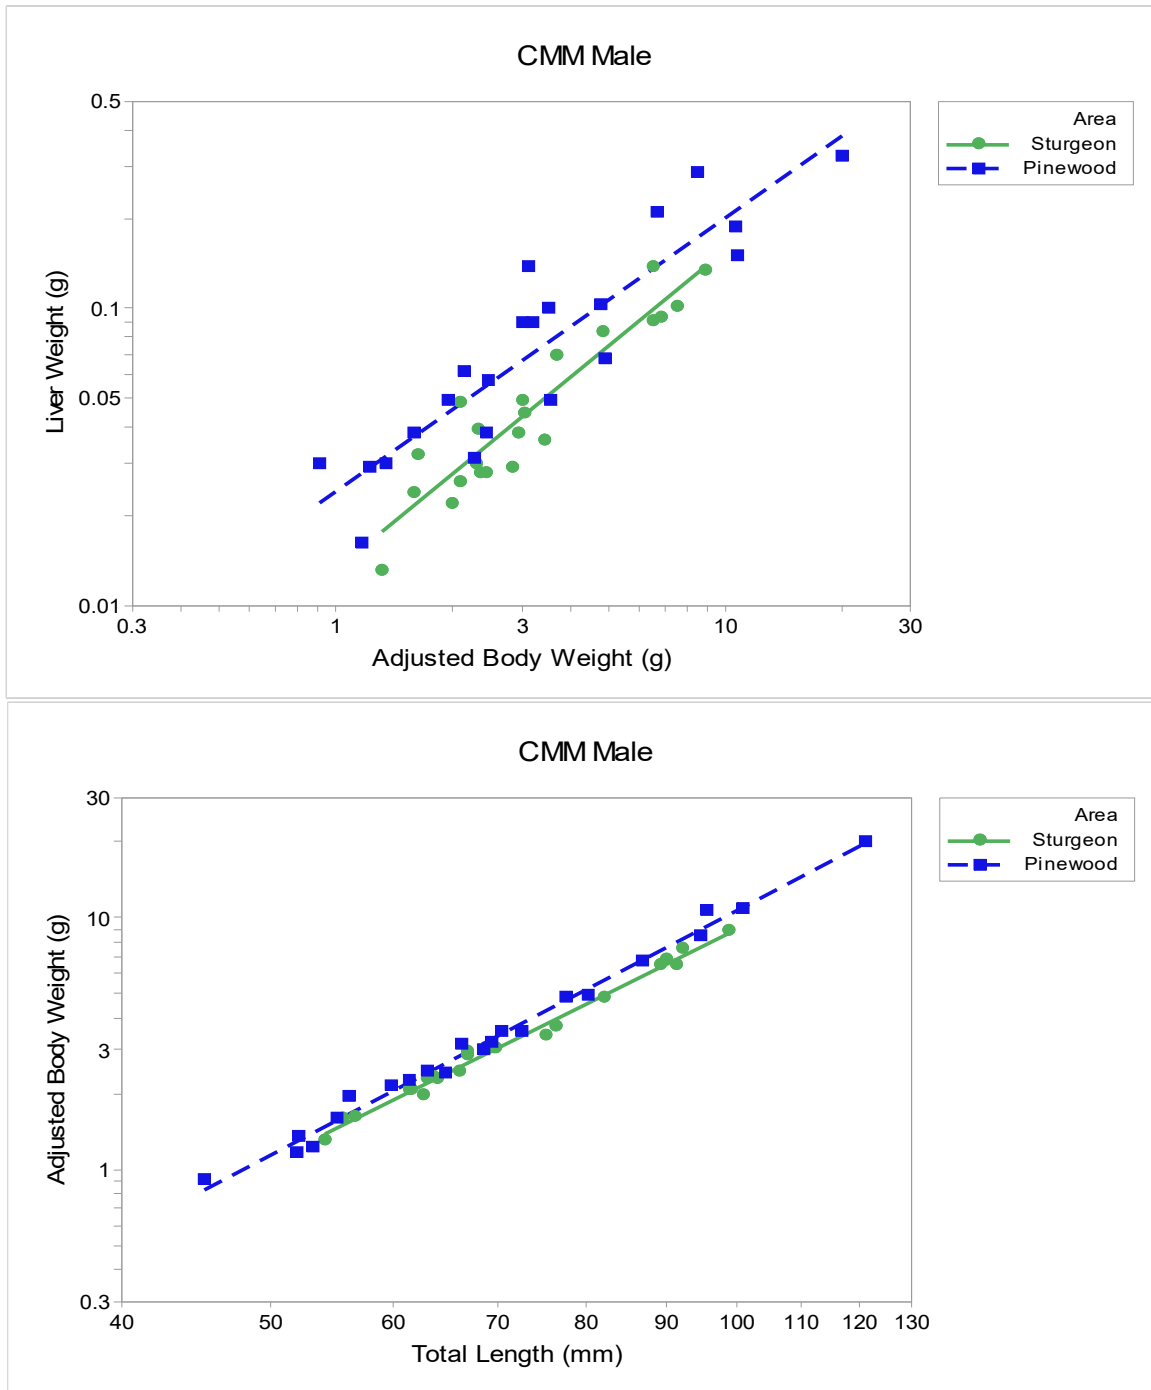 CMM Male
0.5
0.1
0.05
0.01
Liver Weight (g)
0.3 1 3 10 30
Adjusted Body Weight (g)
Area
Sturgeon
Pinewood
CMM Male
30
10
3
1
0.3
Adjusted Body Weight (g)
40 50 60 70 80 90 100 110 120 130
Total Length (mm)
Area
Sturgeon
Pinewood